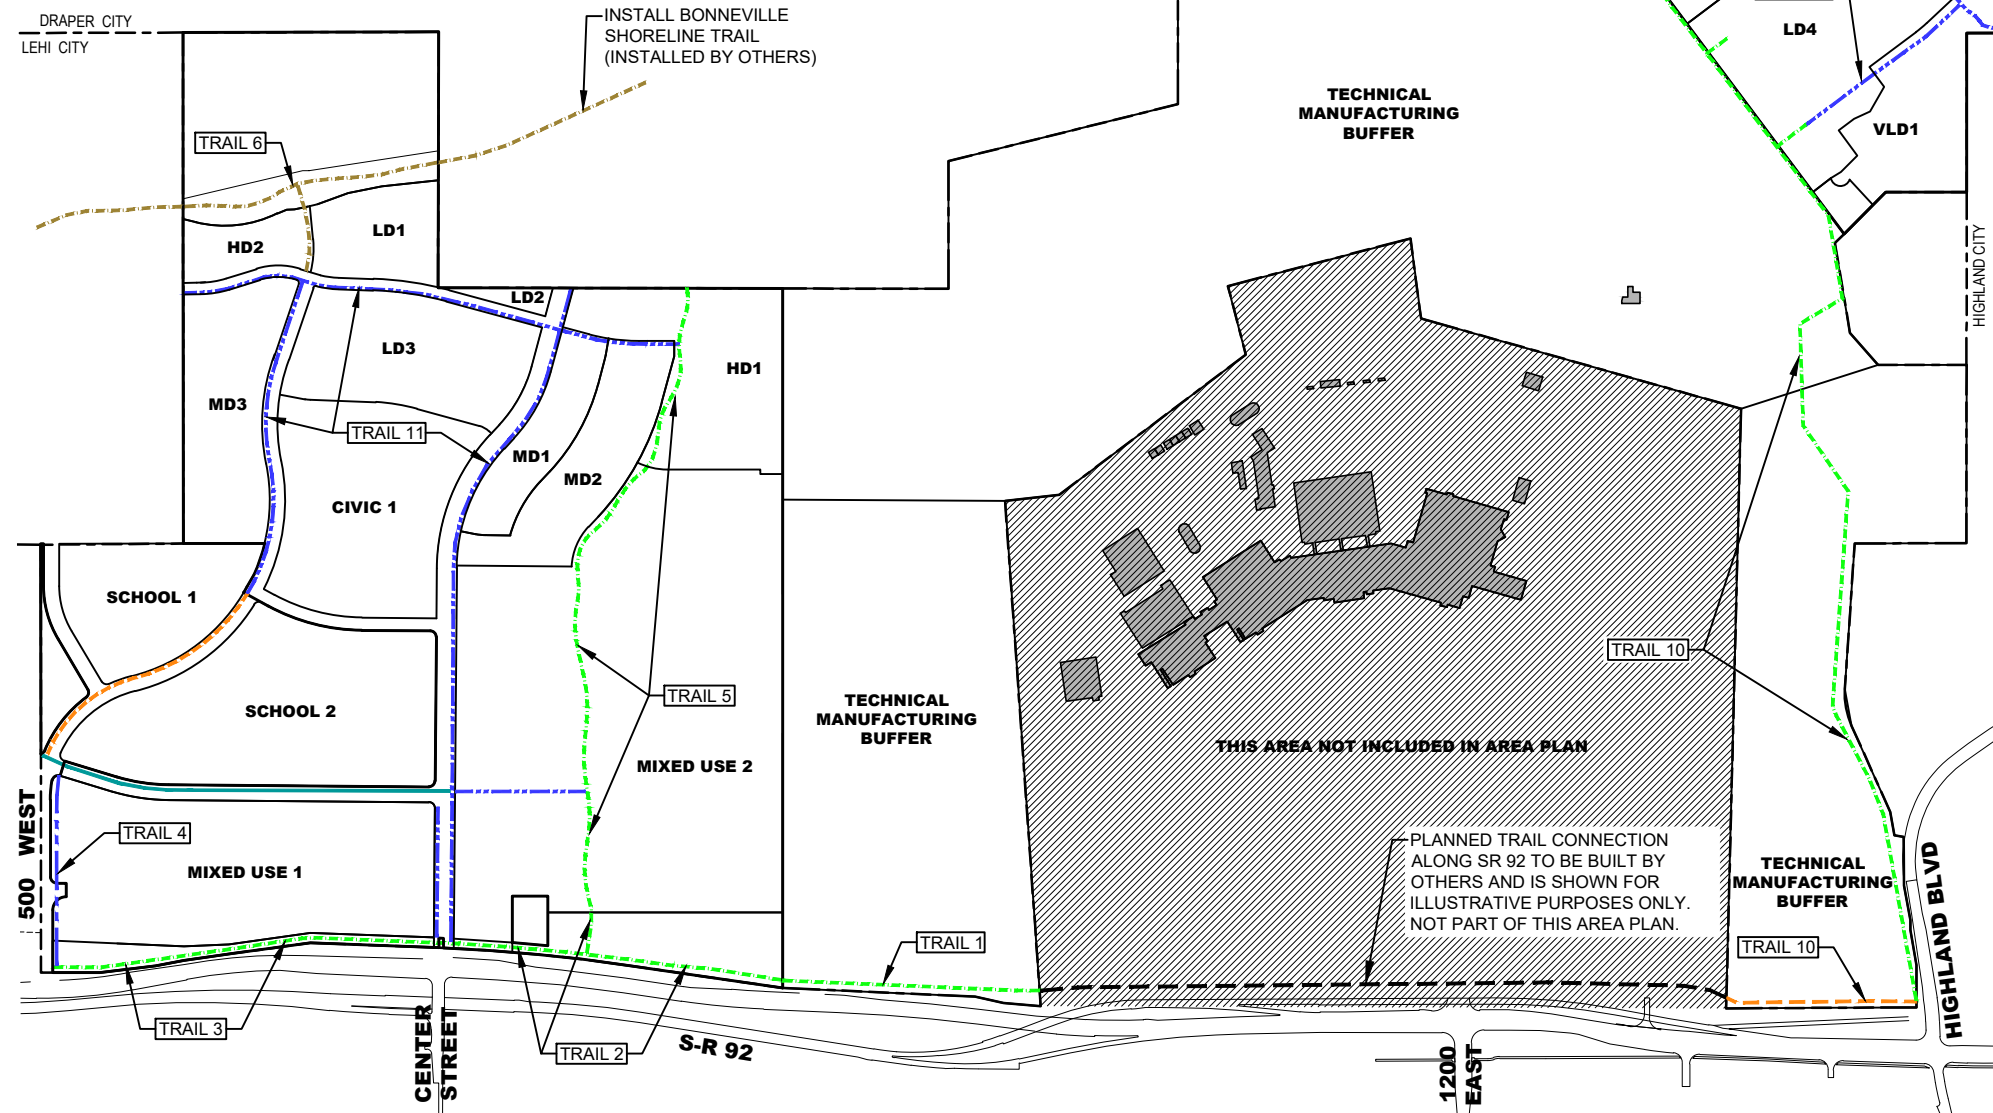 DRAPER CITY
LEHI CITY
INSTALL BONNEVILLE
SHORELINE TRAIL
(INSTALLED BY OTHERS)
LD4
TECHNICAL
MANUFACTURING
BUFFER
VLD1
TRAIL 6
HIGHLAND CITY
LD1
HD2
LD2
LD3
HD1
MD3
TRAIL 11
MD1
MD2
CIVIC 1
SCHOOL 1
TRAIL 10
TRAIL 5
SCHOOL 2
TECHNICAL
MANUFACTURING
BUFFER
THIS AREA NOT INCLUDED IN AREA PLAN
MIXED USE 2
500 WEST
TRAIL 4
MIXED USE 1
PLANNED TRAIL CONNECTION
ALONG SR 92 TO BE BUILT BY
OTHERS AND IS SHOWN FOR
ILLUSTRATIVE PURPOSES ONLY.
NOT PART OF THIS AREA PLAN.
TECHNICAL
MANUFACTURING
BUFFER
HIGHLAND BLVD
TRAIL 1
TRAIL 10
TRAIL 3
CENTER
STREET
TRAIL 2
S-R 92
1200
EAST